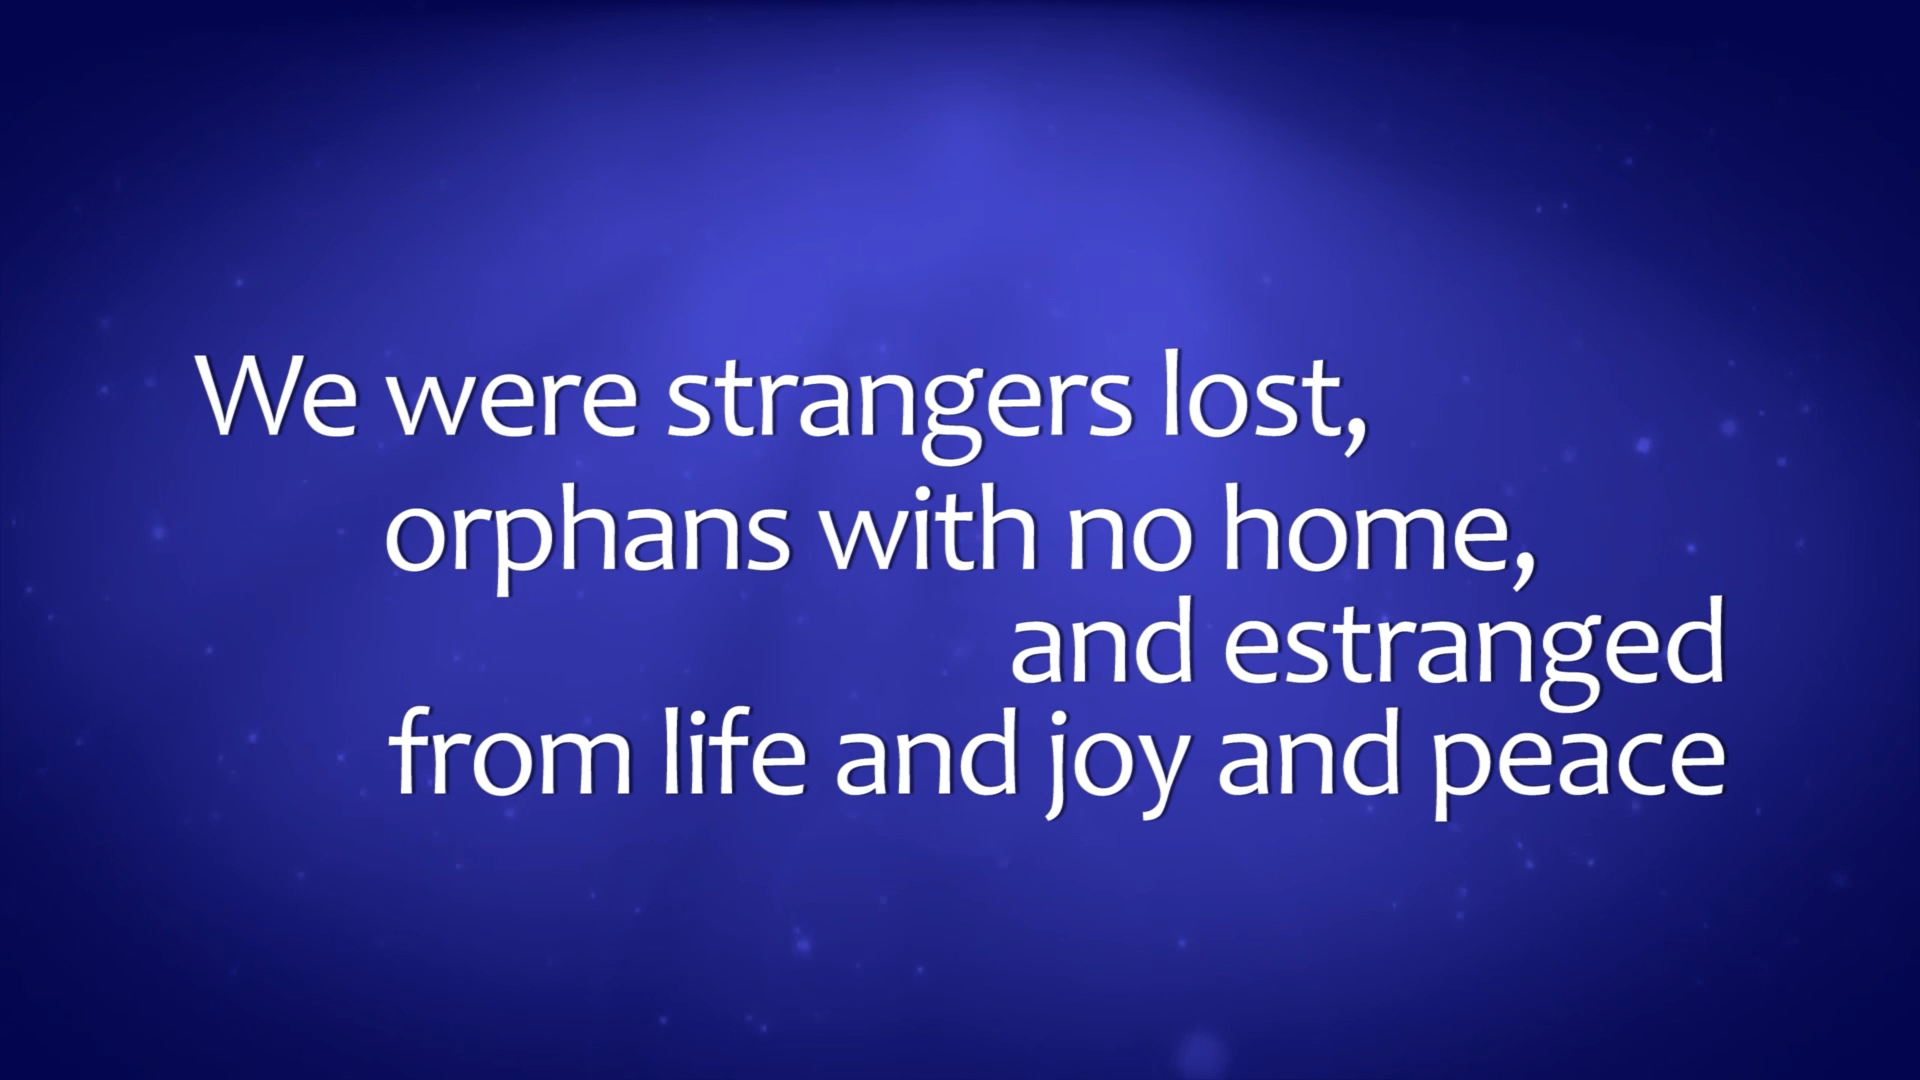 We were strangers lost,
orphans with no home,
and estranged
from life and joy and peace